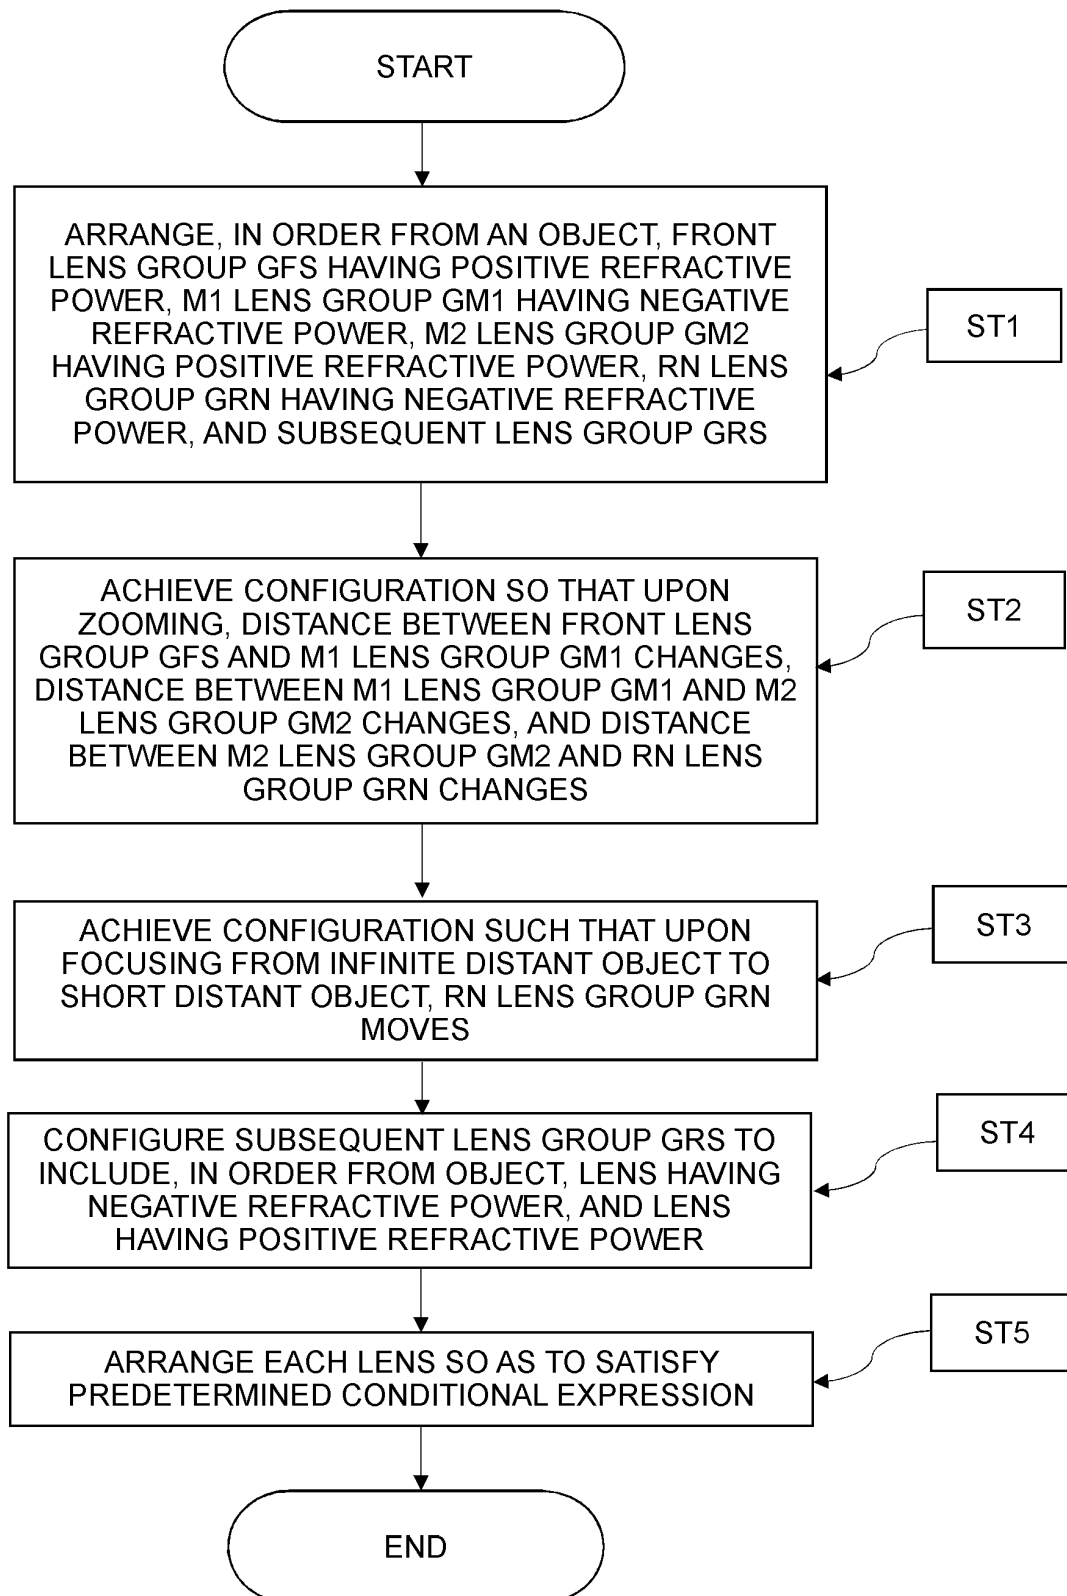 START
ARRANGE, IN ORDER FROM AN OBJECT, FRONT
LENS GROUP GFS HAVING POSITIVE REFRACTIVE
POWER, M1 LENS GROUP GM1 HAVING NEGATIVE
REFRACTIVE POWER, M2 LENS GROUP GM2
HAVING POSITIVE REFRACTIVE POWER, RN LENS
GROUP GRN HAVING NEGATIVE REFRACTIVE
POWER, AND SUBSEQUENT LENS GROUP GRS
ST1
ACHIEVE CONFIGURATION SO THAT UPON
ZOOMING, DISTANCE BETWEEN FRONT LENS
GROUP GFS AND M1 LENS GROUP GM1 CHANGES,
DISTANCE BETWEEN M1 LENS GROUP GM1 AND M2
LENS GROUP GM2 CHANGES, AND DISTANCE
BETWEEN M2 LENS GROUP GM2 AND RN LENS
GROUP GRN CHANGES
ST2
ACHIEVE CONFIGURATION SUCH THAT UPON
FOCUSING FROM INFINITE DISTANT OBJECT TO
SHORT DISTANT OBJECT, RN LENS GROUP GRN
MOVES
ST3
CONFIGURE SUBSEQUENT LENS GROUP GRS TO
INCLUDE, IN ORDER FROM OBJECT, LENS HAVING
NEGATIVE REFRACTIVE POWER, AND LENS
HAVING POSITIVE REFRACTIVE POWER
ST4
ARRANGE EACH LENS SO AS TO SATISFY
PREDETERMINED CONDITIONAL EXPRESSION
ST5
END